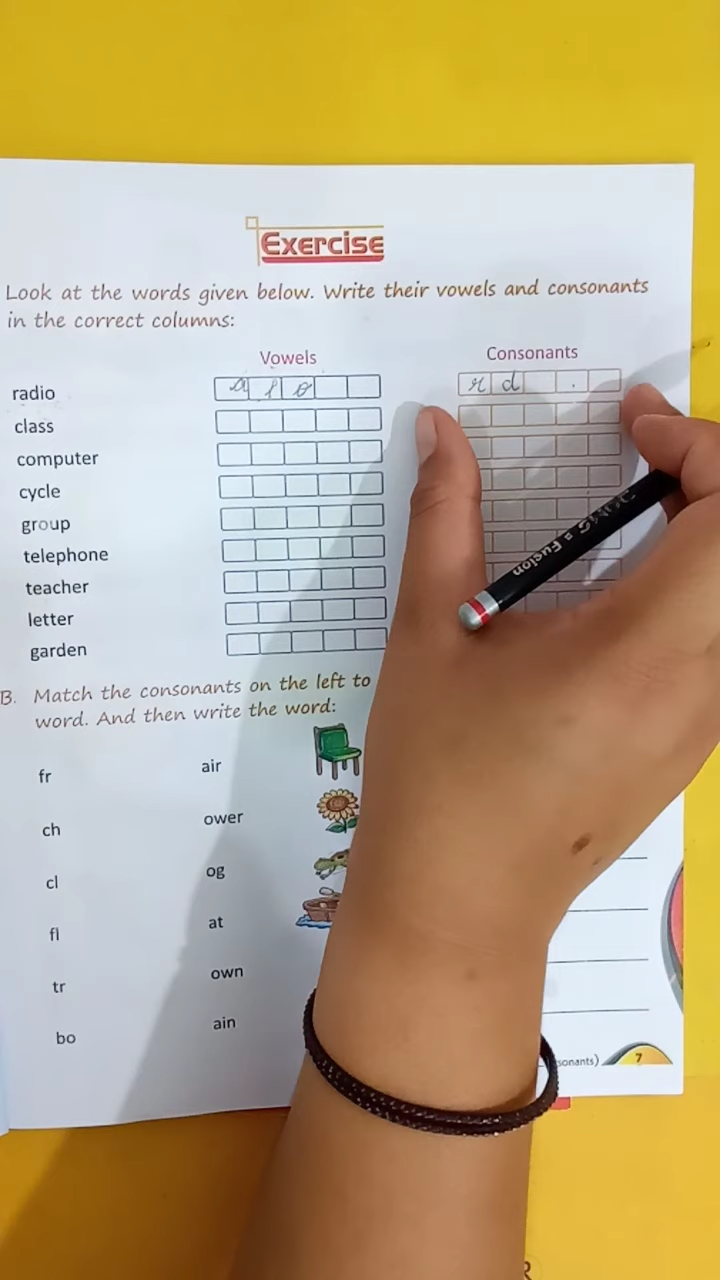 Exercise
Look at the words given below. Write their vowels and consonants
in the correct columns:
Vowels Consonants
radio a i o r d
class
computer
cycle
group
telephone
teacher
letter
garden
B. Match the consonants on the left to
word. And then write the word:
fr air
ch ower
cl og
fl at
tr own
bo ain
sonants) 7
Fusion
R